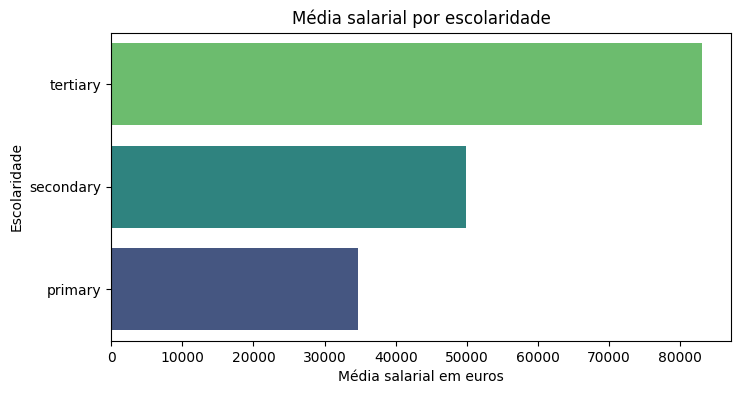 Média salarial por escolaridade
Escolaridade
tertiary
secondary
primary
0 10000 20000 30000 40000 50000 60000 70000 80000
Média salarial em euros